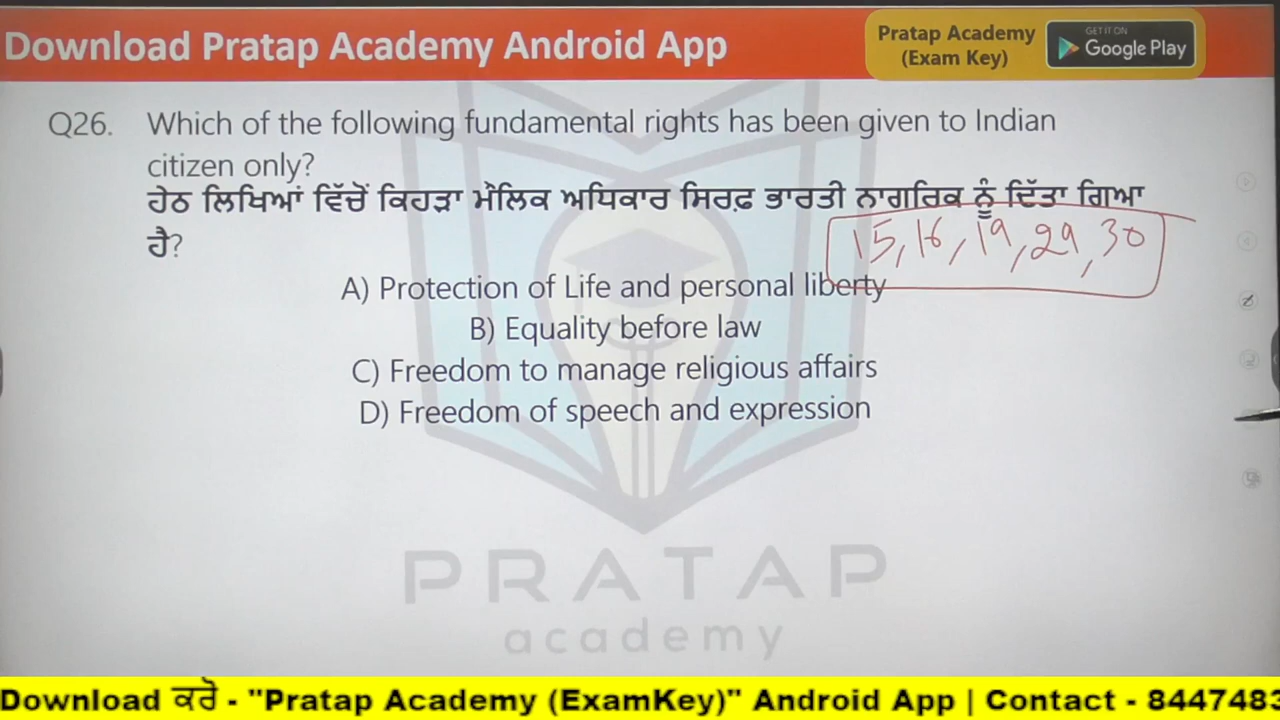 Download Pratap Academy Android App
Pratap Academy
(Exam Key)
GET IT ON
Google Play
Q26. Which of the following fundamental rights has been given to Indian
citizen only?
ਹੇਠ ਲਿਖਿਆਂ ਵਿੱਚੋਂ ਕਿਹੜਾ ਮੌਲਿਕ ਅਧਿਕਾਰ ਸਿਰਫ਼ ਭਾਰਤੀ ਨਾਗਰਿਕ ਨੂੰ ਦਿੱਤਾ ਗਿਆ
ਹੈ?
15, 16, 19, 29, 30
A) Protection of Life and personal liberty
B) Equality before law
C) Freedom to manage religious affairs
D) Freedom of speech and expression
PRATAP
academy
Download ਕਰੋ - "Pratap Academy (ExamKey)" Android App | Contact - 8447483